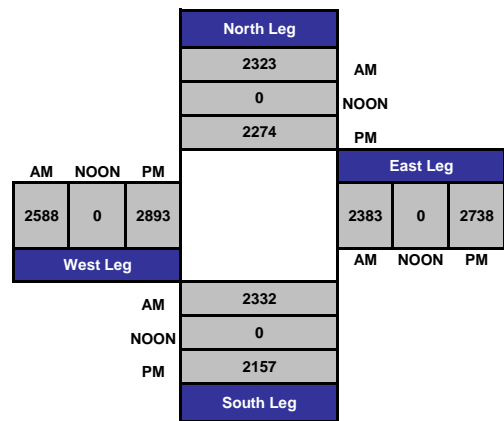 North Leg
2323 AM
0 NOON
2274 PM
AM NOON PM East Leg
2588 0 2893 2383 0 2738
West Leg AM NOON PM
AM 2332
NOON 0
PM 2157
South Leg